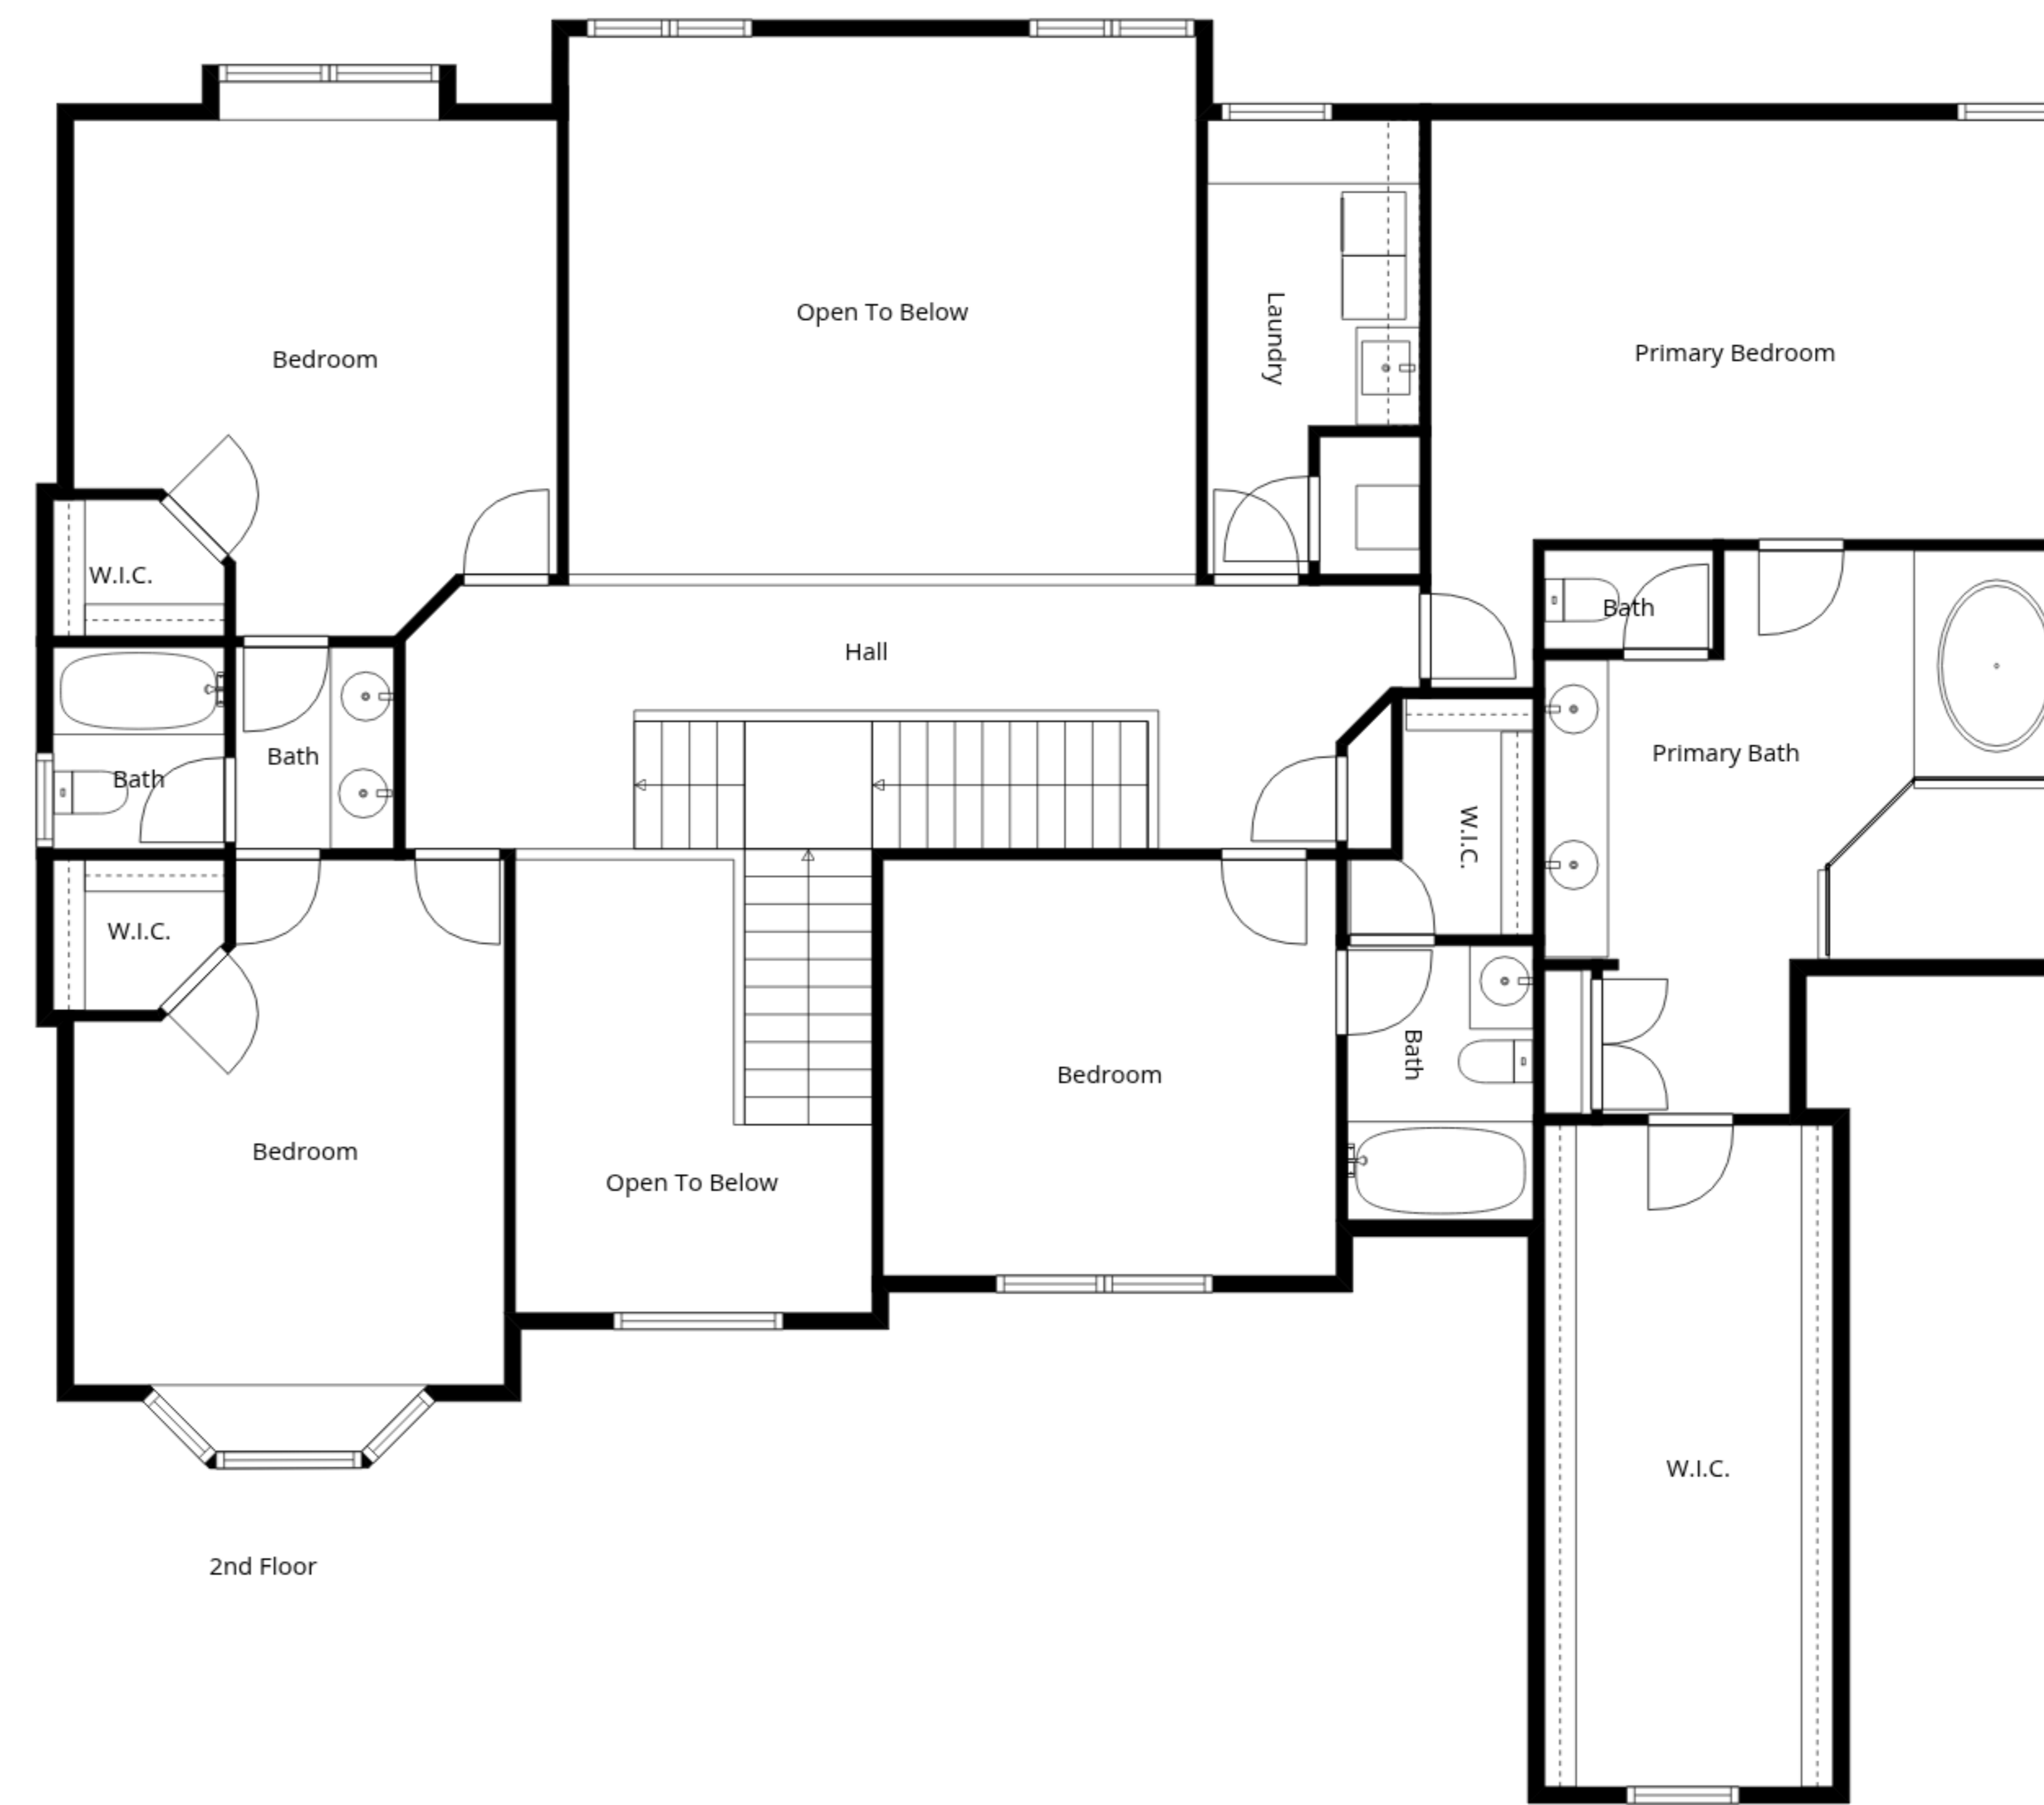 Open To Below
Bedroom
Laundry
Primary Bedroom
W.I.C.
Bath
Hall
Bath
Bath
Primary Bath
W.I.C.
W.I.C.
Bedroom
Bath
Bedroom
Open To Below
W.I.C.
2nd Floor